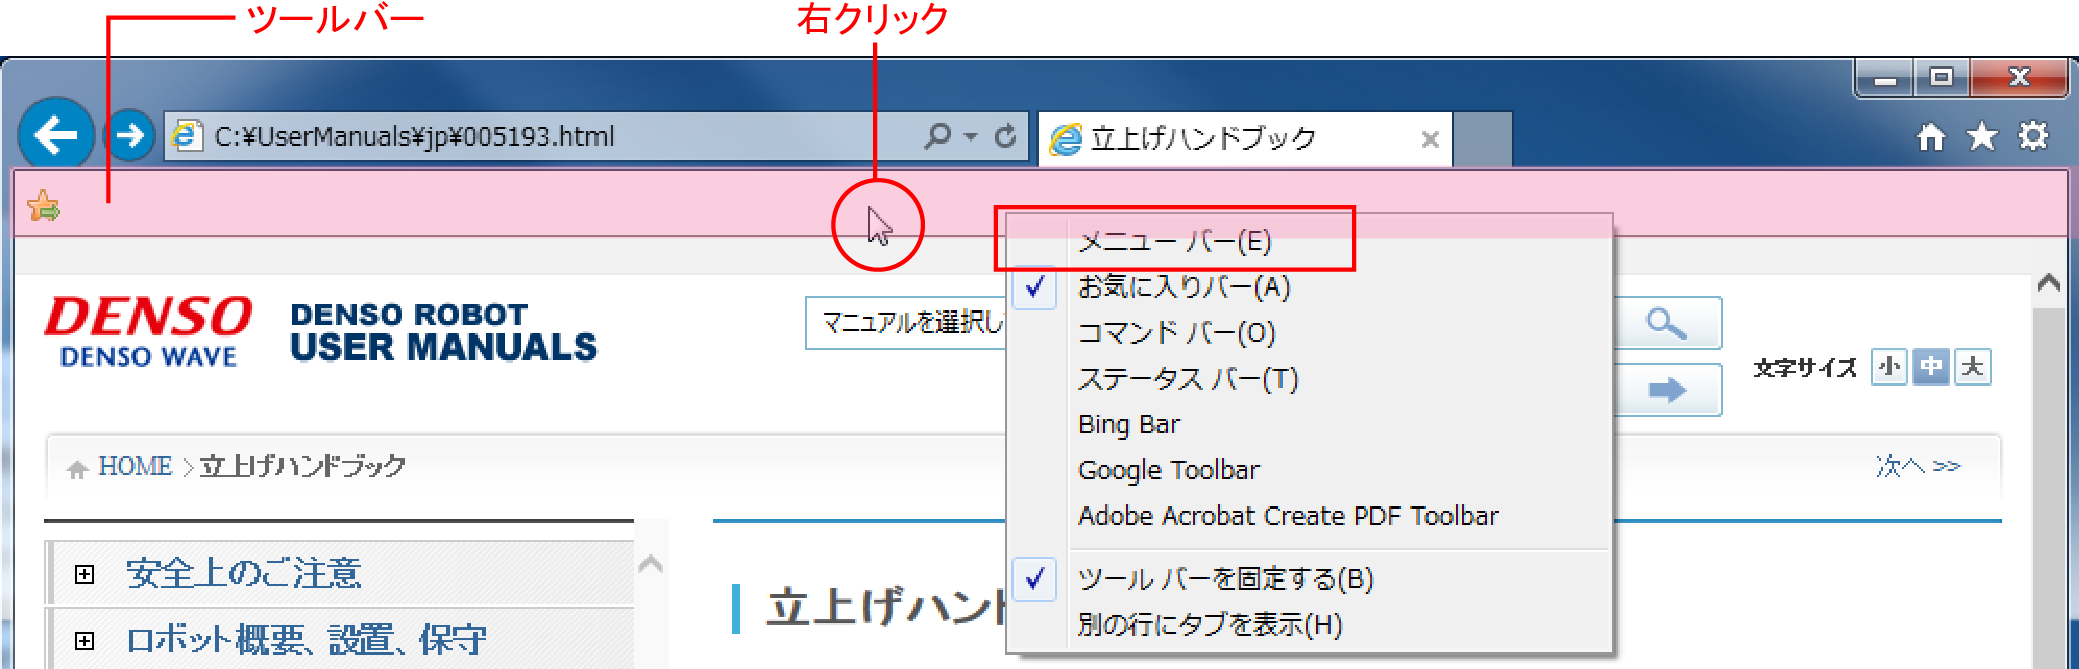 ツールバー
右クリック
C:¥UserManuals¥jp¥005193.html
立上げハンドブック
メニュー バー(E)
お気に入りバー(A)
コマンド バー(O)
ステータス バー(T)
Bing Bar
Google Toolbar
Adobe Acrobat Create PDF Toolbar
ツール バーを固定する(B)
別の行にタブを表示(H)
DENSO
DENSO WAVE
DENSO ROBOT
USER MANUALS
マニュアルを選択し
文字サイズ 小 中 大
HOME >立上げハンドブック
次へ >>
安全上のご注意
ロボット概要、設置、保守
立上げハン